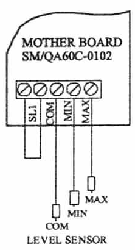 MOTHER BOARD
SM/QA60C-0102
SL1
COM
MIN
MAX
MAX
MIN
COM
LEVEL SENSOR